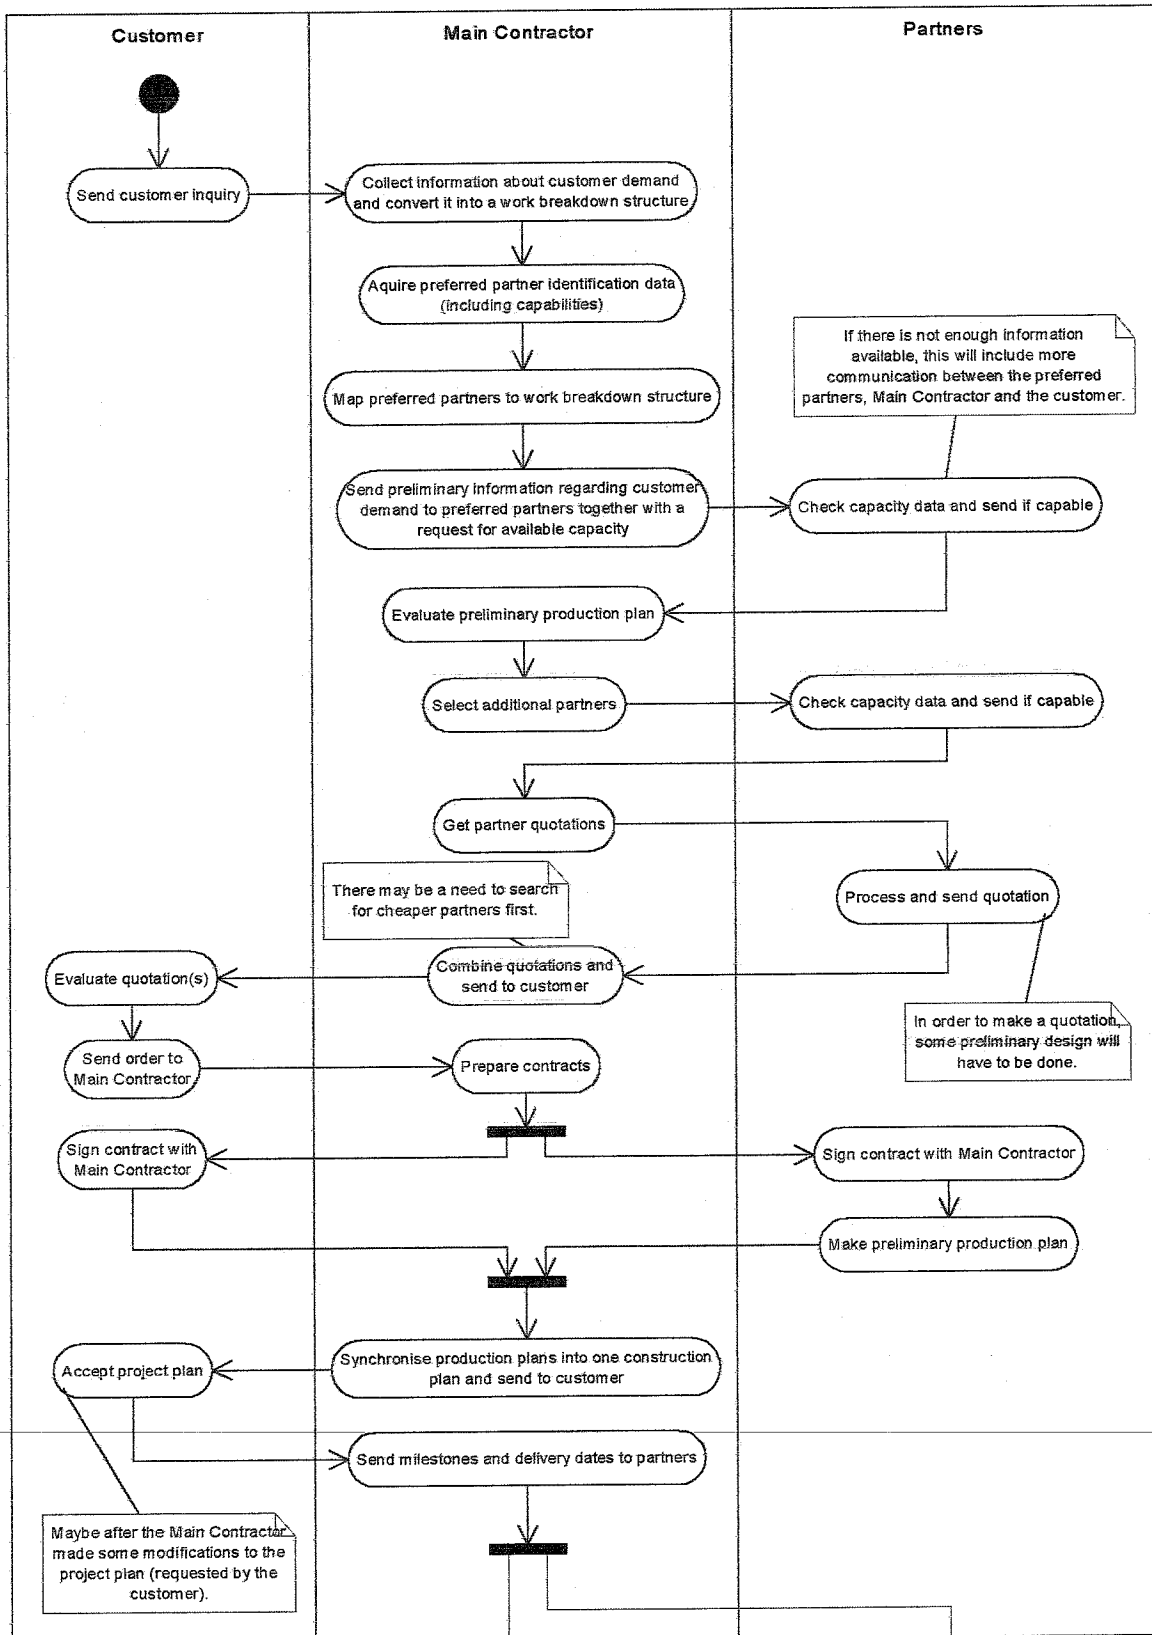 Customer
Main Contractor
Partners
Send customer inquiry
Collect information about customer demand
and convert it into a work breakdown structure
Aquire preferred partner identification data
(including capabilities)
Map preferred partners to work breakdown structure
If there is not enough information
available, this will include more
communication between the preferred
partners, Main Contractor and the customer.
Send preliminary information regarding customer
demand to preferred partners together with a
request for available capacity
Check capacity data and send if capable
Evaluate preliminary production plan
Select additional partners
Check capacity data and send if capable
Get partner quotations
There may be a need to search
for cheaper partners first.
Process and send quotation
Combine quotations and
send to customer
Evaluate quotation(s)
In order to make a quotation,
some preliminary design will
have to be done.
Send order to
Main Contractor
Prepare contracts
Sign contract with
Main Contractor
Sign contract with Main Contractor
Make preliminary production plan
Synchronise production plans into one construction
plan and send to customer
Accept project plan
Send milestones and delivery dates to partners
Maybe after the Main Contractor
made some modifications to the
project plan (requested by the
customer).